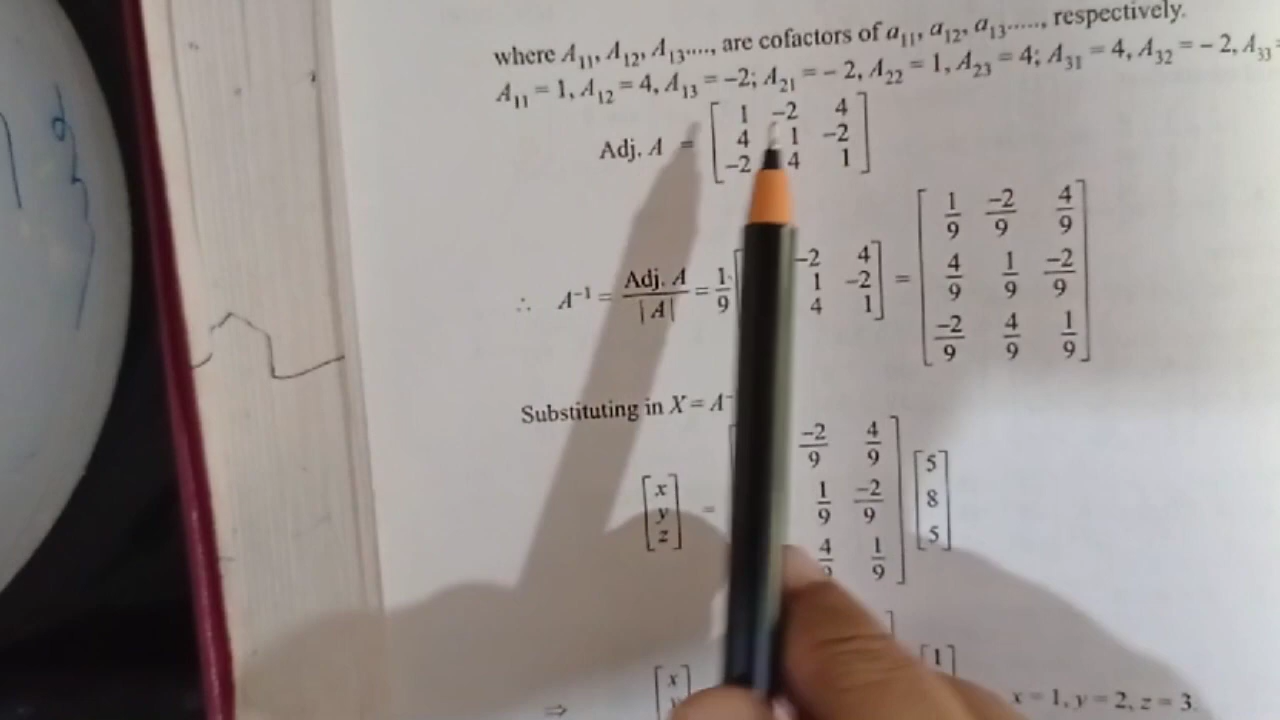 where A₁₁, A₁₂, A₁₃...., are cofactors of a₁₁, a₁₂, a₁₃....., respectively.
A₁₁ = 1, A₁₂ = 4, A₁₃ = −2; A₂₁ = − 2, A₂₂ = 1, A₂₃ = 4; A₃₁ = 4, A₃₂ = − 2, A₃₃ =
1 −2 4
Adj. A = [ 4 1 −2 ]
−2 4 1
1/9 −2/9 4/9
∴ A⁻¹ = Adj. A / |A| = 1/9 [ −2 4 ; 1 −2 ; 4 1 ] = [ 4/9 1/9 −2/9 ]
−2/9 4/9 1/9
Substituting in X = A⁻
−2/9 4/9
[ x y z ] = 1/9 −2/9 [ 5 8 5 ]
4 1/9
⇒ [ x 1 x = 1, y = 2, z = 3.